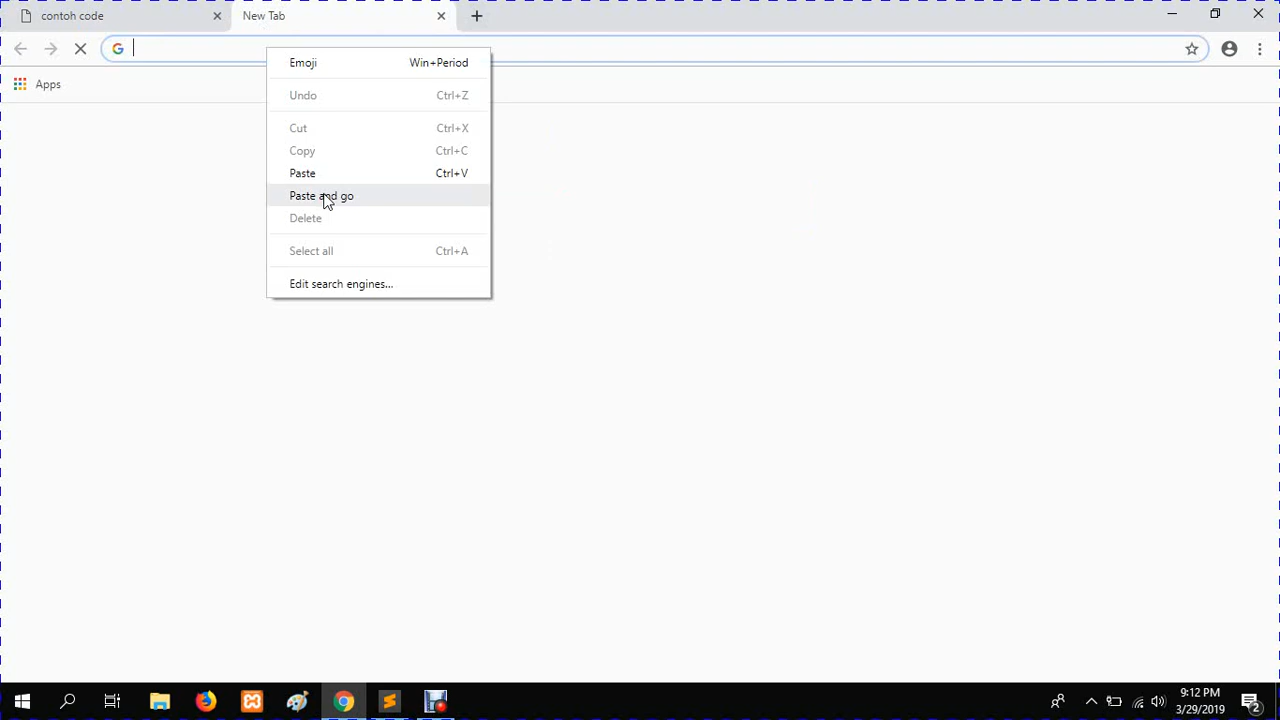 contoh code
New Tab
Apps
Emoji Win+Period
Undo Ctrl+Z
Cut Ctrl+X
Copy Ctrl+C
Paste Ctrl+V
Paste and go
Delete
Select all Ctrl+A
Edit search engines...
9:12 PM
3/29/2019
2